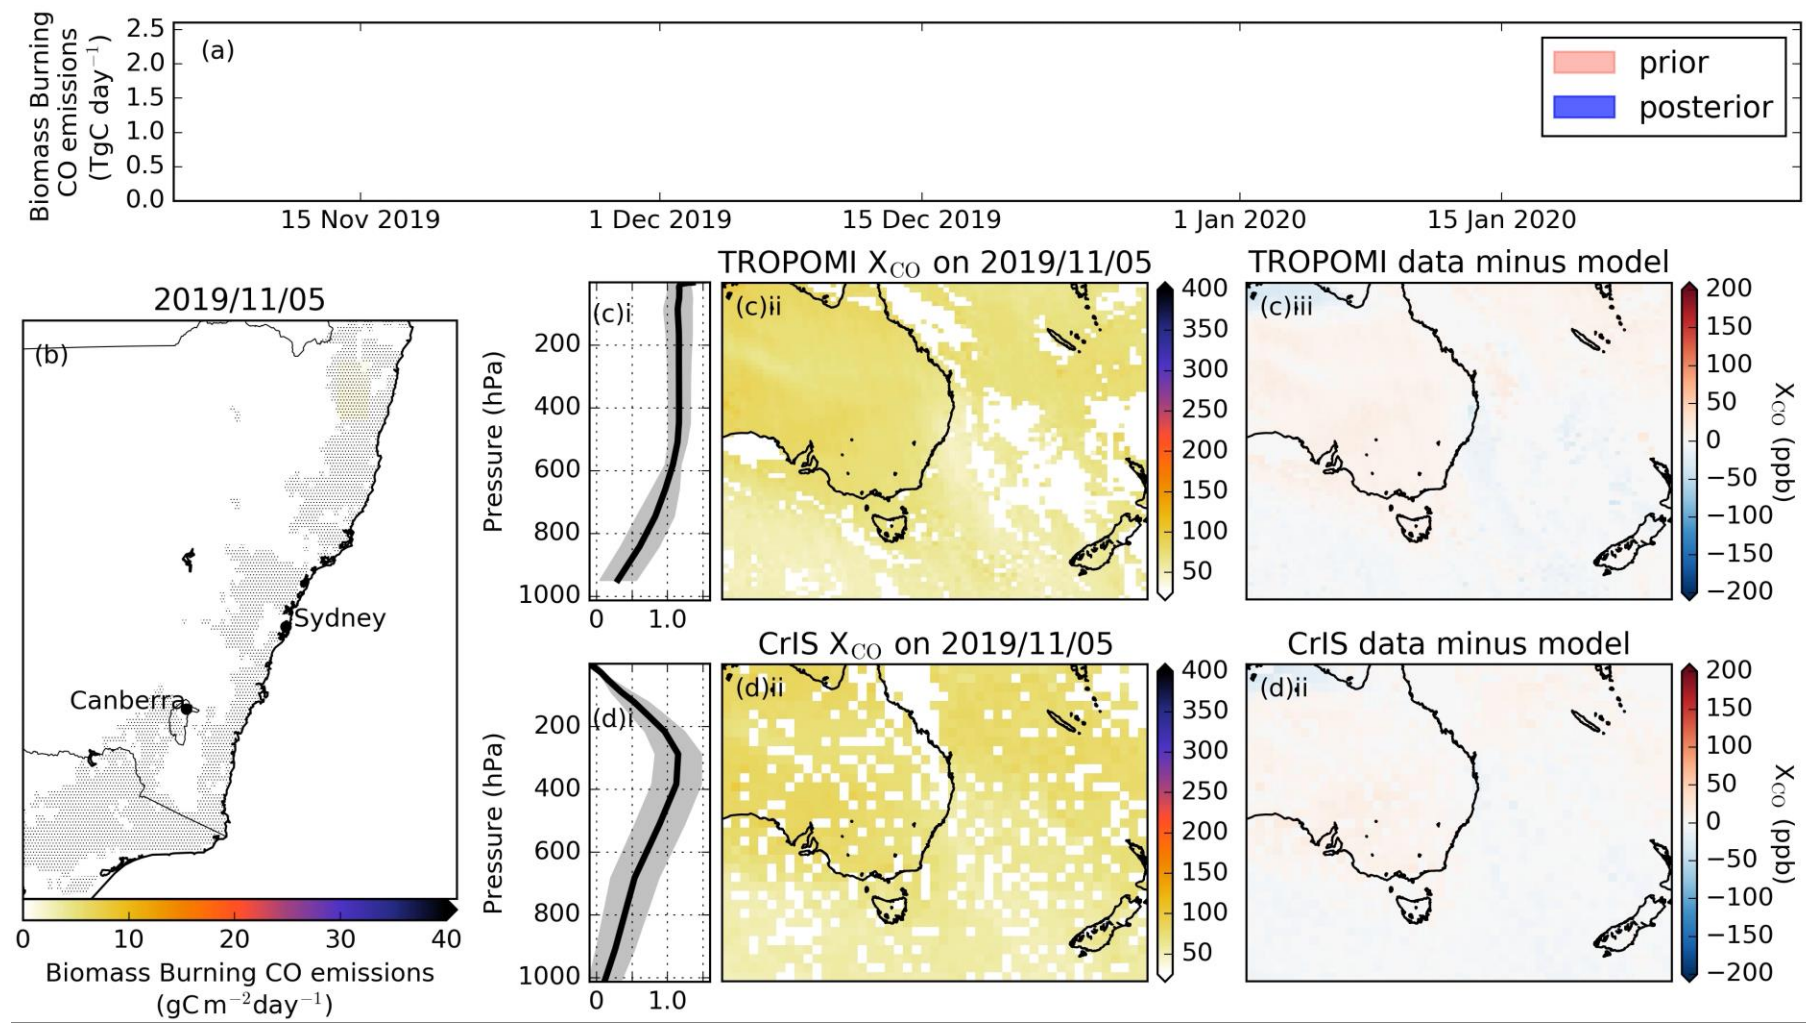 Biomass Burning
CO emissions
(TgC day⁻¹)
2.5
2.0
1.5
1.0
0.5
0.0
(a)
prior
posterior
15 Nov 2019
1 Dec 2019
15 Dec 2019
1 Jan 2020
15 Jan 2020
2019/11/05
(b)
Sydney
Canberra
0 10 20 30 40
Biomass Burning CO emissions
(gC m⁻²day⁻¹)
Pressure (hPa)
200
400
600
800
1000
(c)i
0 1.0
TROPOMI X_CO on 2019/11/05
(c)ii
400
350
300
250
200
150
100
50
TROPOMI data minus model
(c)iii
200
150
100
50
0
−50
−100
−150
−200
X_CO (ppb)
Pressure (hPa)
200
400
600
800
1000
(d)i
0 1.0
CrIS X_CO on 2019/11/05
(d)ii
400
350
300
250
200
150
100
50
CrIS data minus model
(d)ii
200
150
100
50
0
−50
−100
−150
−200
X_CO (ppb)